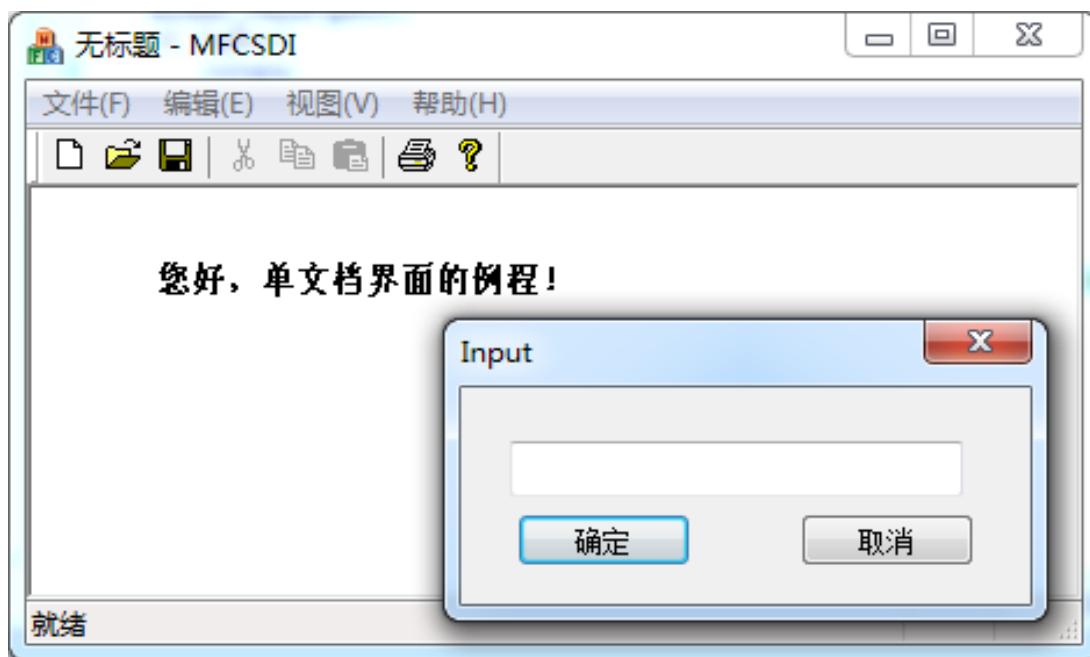 无标题 - MFCSDI
文件(F) 编辑(E) 视图(V) 帮助(H)
您好，单文档界面的例程！
Input
确定 取消
就绪